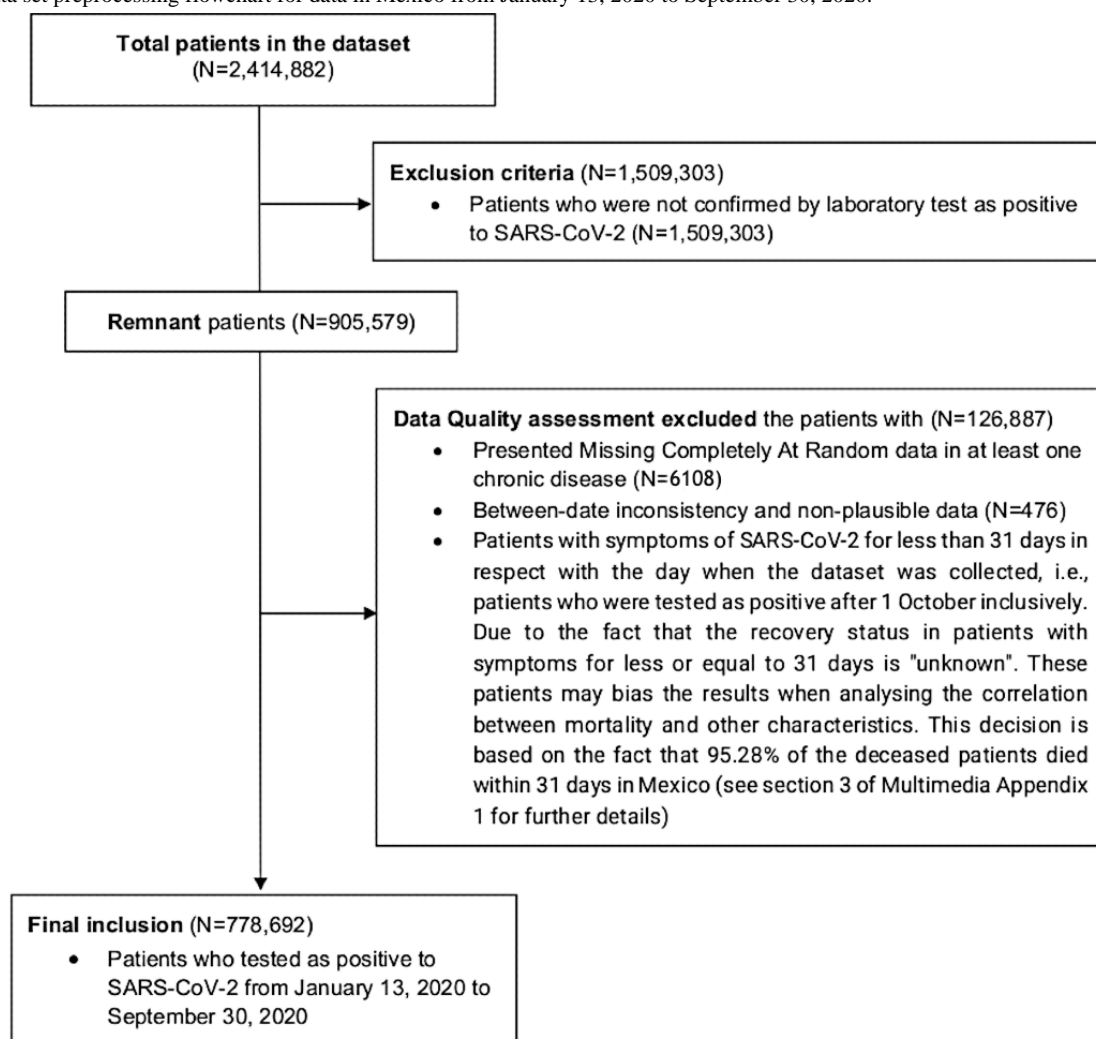 set preprocessing flowchart for data in Mexico from January 13, 2020 to September 30, 2020.
Total patients in the dataset
(N=2,414,882)
Exclusion criteria (N=1,509,303)
• Patients who were not confirmed by laboratory test as positive
to SARS-CoV-2 (N=1,509,303)
Remnant patients (N=905,579)
Data Quality assessment excluded the patients with (N=126,887)
• Presented Missing Completely At Random data in at least one
chronic disease (N=6108)
• Between-date inconsistency and non-plausible data (N=476)
• Patients with symptoms of SARS-CoV-2 for less than 31 days in
respect with the day when the dataset was collected, i.e.,
patients who were tested as positive after 1 October inclusively.
Due to the fact that the recovery status in patients with
symptoms for less or equal to 31 days is "unknown". These
patients may bias the results when analysing the correlation
between mortality and other characteristics. This decision is
based on the fact that 95.28% of the deceased patients died
within 31 days in Mexico (see section 3 of Multimedia Appendix
1 for further details)
Final inclusion (N=778,692)
• Patients who tested as positive to
SARS-CoV-2 from January 13, 2020 to
September 30, 2020